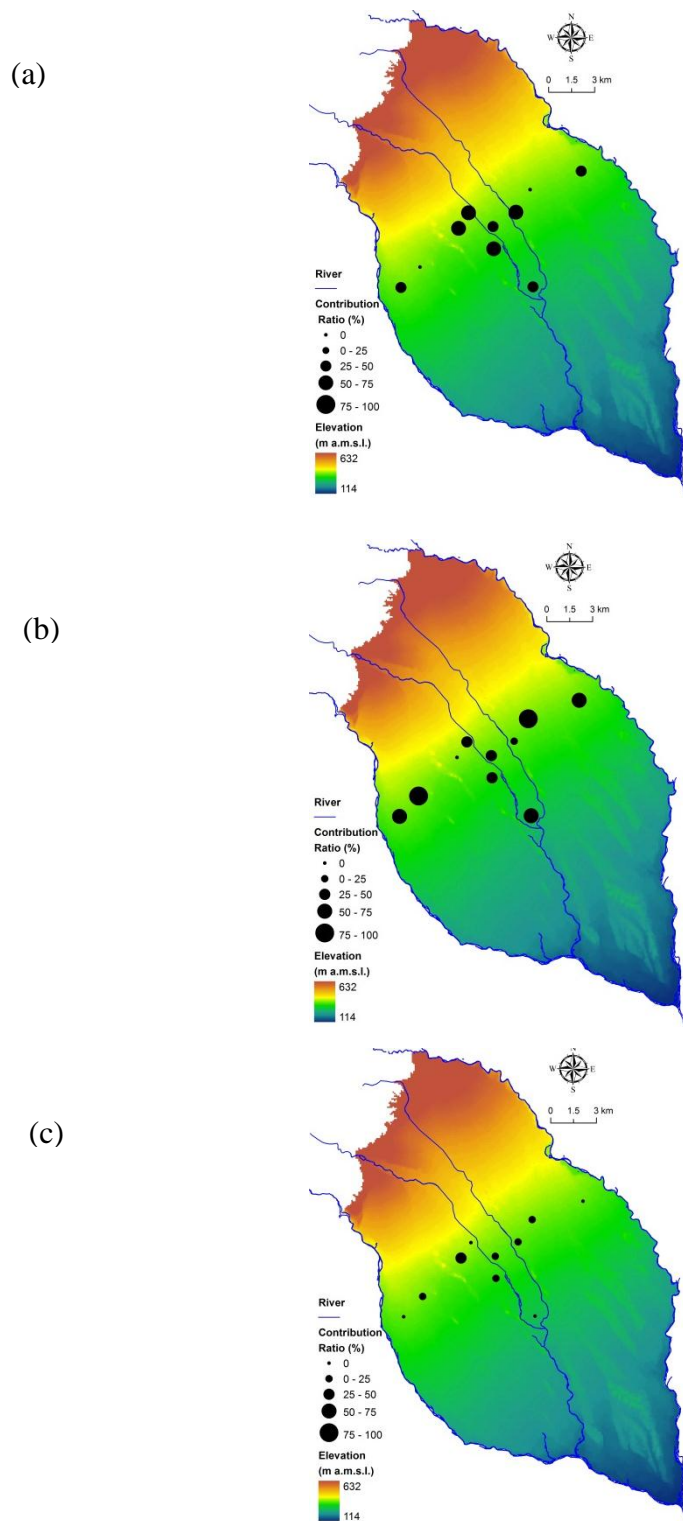 (a)
N
W E
S
0 1.5 3 km
River
Contribution
Ratio (%)
0
0 - 25
25 - 50
50 - 75
75 - 100
Elevation
(m a.m.s.l.)
632
114
(b)
N
W E
S
0 1.5 3 km
River
Contribution
Ratio (%)
0
0 - 25
25 - 50
50 - 75
75 - 100
Elevation
(m a.m.s.l.)
632
114
(c)
N
W E
S
0 1.5 3 km
River
Contribution
Ratio (%)
0
0 - 25
25 - 50
50 - 75
75 - 100
Elevation
(m a.m.s.l.)
632
114